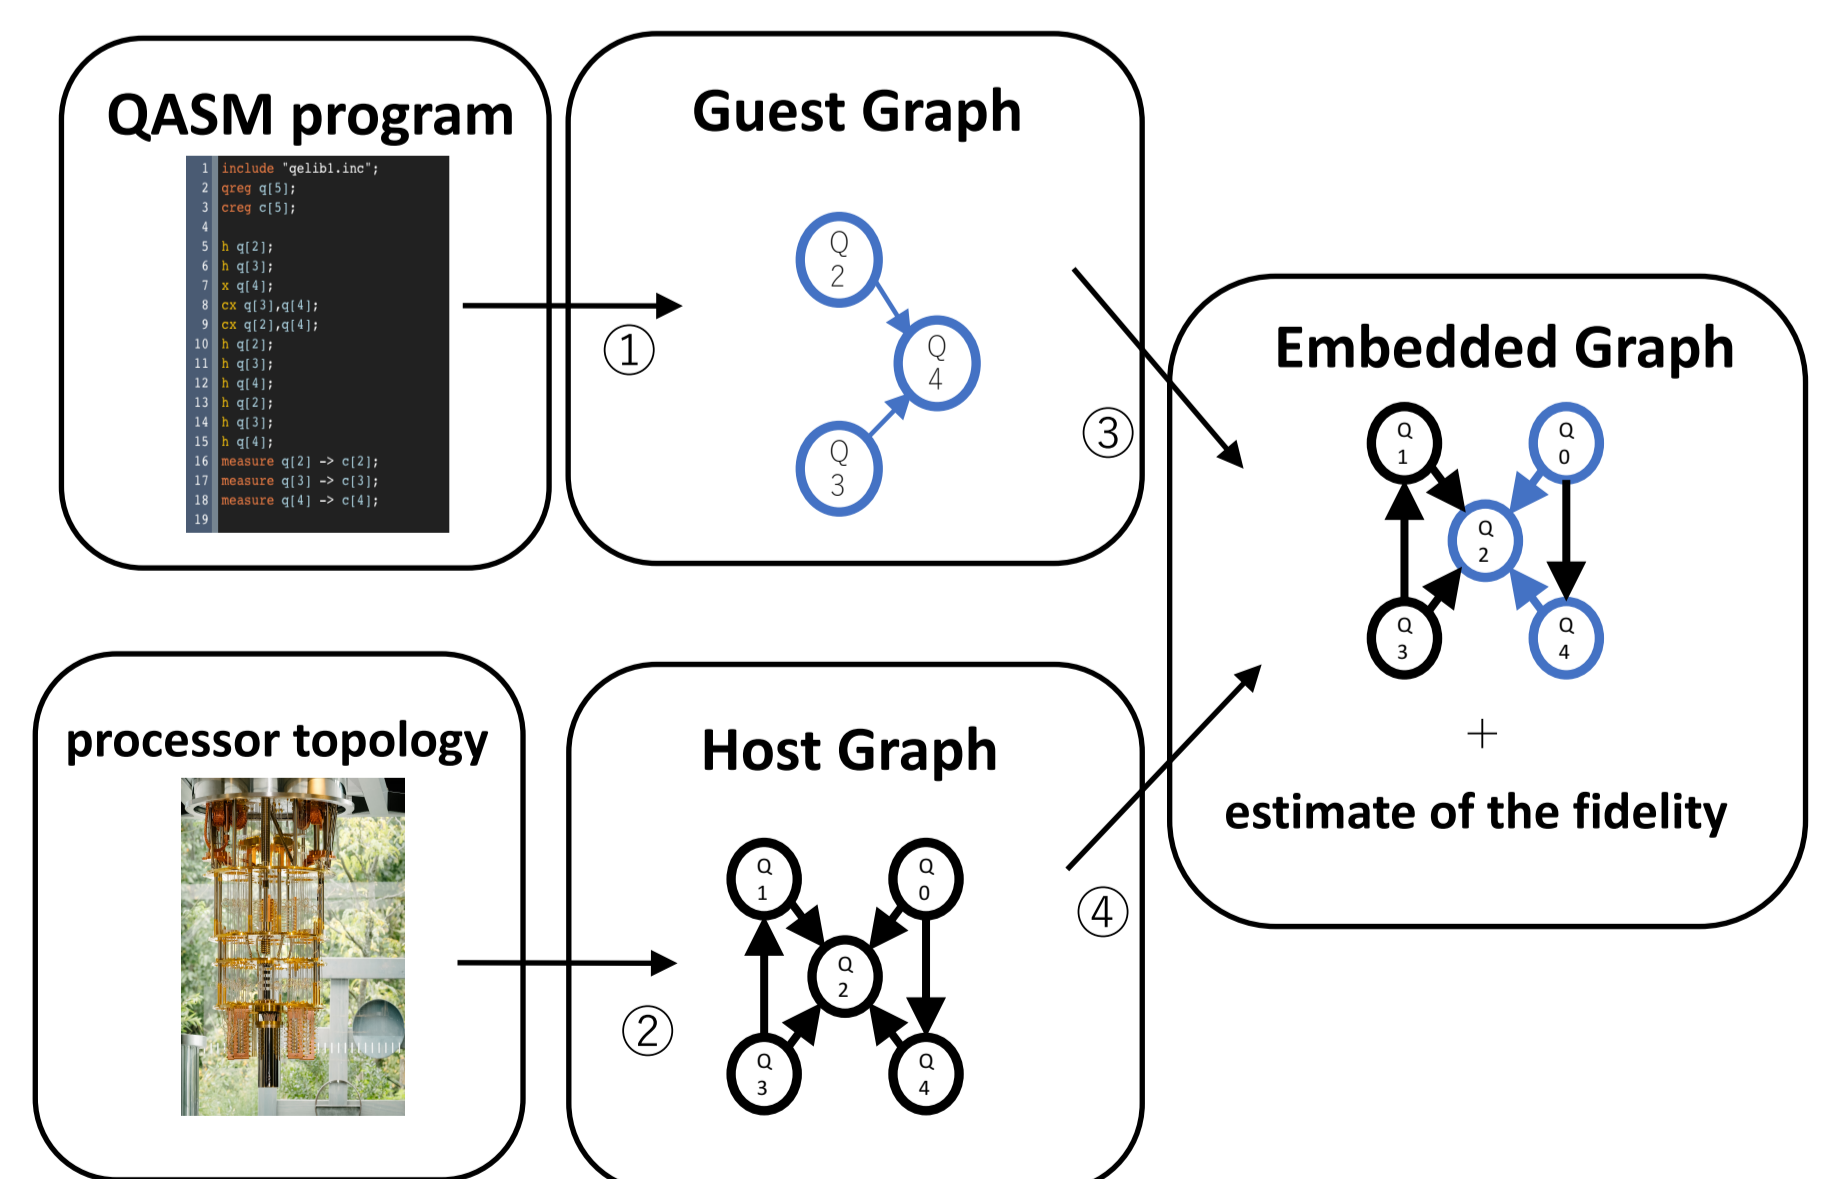 QASM program
1 include "qelib1.inc";
2 qreg q[5];
3 creg c[5];
4
5 h q[2];
6 h q[3];
7 x q[4];
8 cx q[3],q[4];
9 cx q[2],q[4];
10 h q[2];
11 h q[3];
12 h q[4];
13 h q[2];
14 h q[3];
15 h q[4];
16 measure q[2] -> c[2];
17 measure q[3] -> c[3];
18 measure q[4] -> c[4];
19
①
Guest Graph
Q
2
Q
4
Q
3
③
processor topology
②
Host Graph
Q
1
Q
0
Q
2
Q
3
Q
4
④
Embedded Graph
Q
1
Q
0
Q
2
Q
3
Q
4
+
estimate of the fidelity